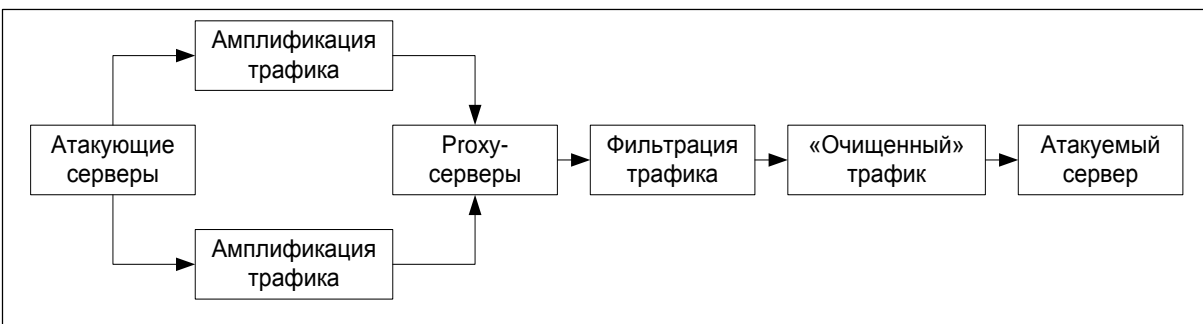 Амплификация
трафика
Атакующие
серверы
Proxy-
серверы
Фильтрация
трафика
«Очищенный»
трафик
Атакуемый
сервер
Амплификация
трафика